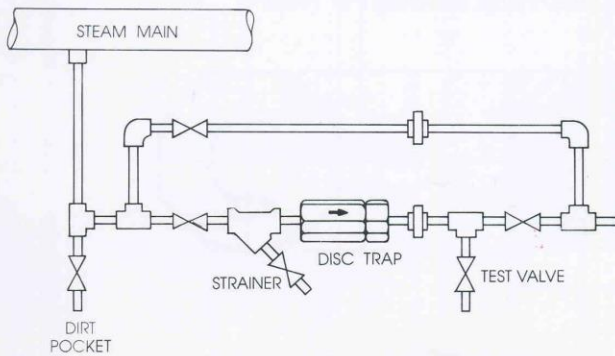 STEAM MAIN
DISC TRAP
STRAINER
TEST VALVE
DIRT
POCKET